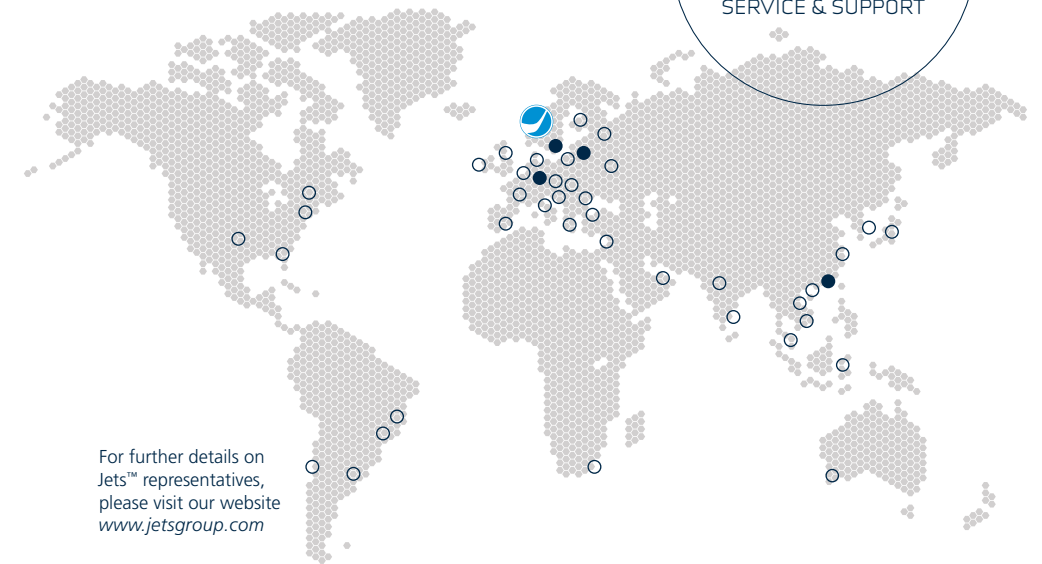 SERVICE & SUPPORT
For further details on
Jets™ representatives,
please visit our website
www.jetsgroup.com